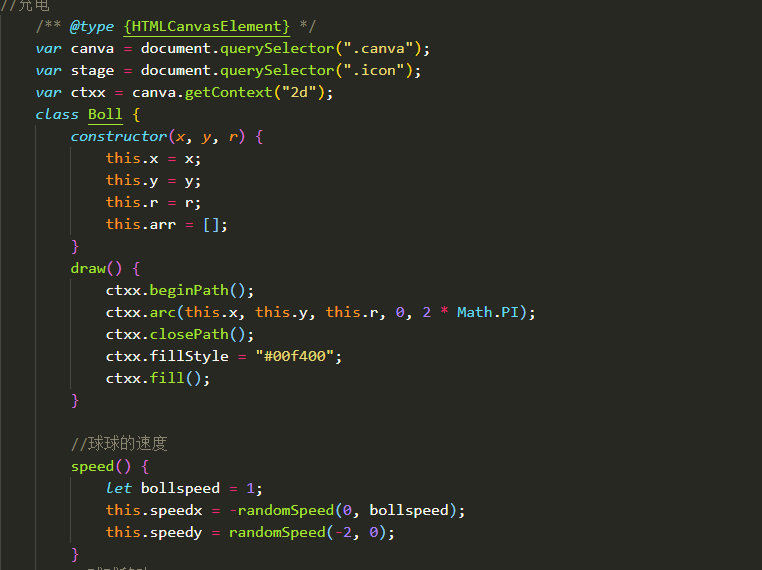 //充电
/** @type {HTMLCanvasElement} */
var canva = document.querySelector(".canva");
var stage = document.querySelector(".icon");
var ctxx = canva.getContext("2d");
class Boll {
constructor(x, y, r) {
this.x = x;
this.y = y;
this.r = r;
this.arr = [];
}
draw() {
ctxx.beginPath();
ctxx.arc(this.x, this.y, this.r, 0, 2 * Math.PI);
ctxx.closePath();
ctxx.fillStyle = "#00f400";
ctxx.fill();
}
//球球的速度
speed() {
let bollspeed = 1;
this.speedx = -randomSpeed(0, bollspeed);
this.speedy = randomSpeed(-2, 0);
}